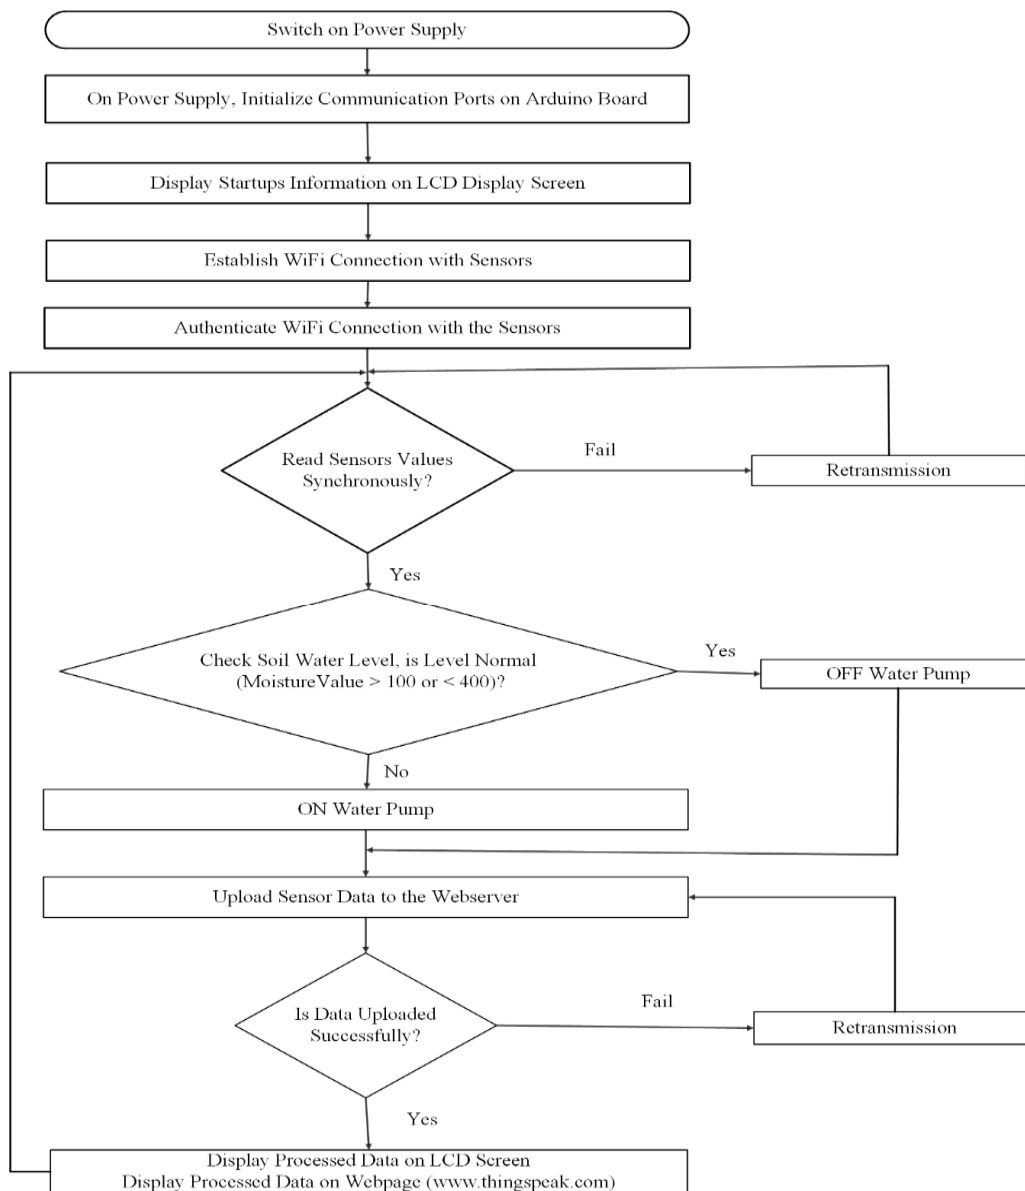 Switch on Power Supply
On Power Supply, Initialize Communication Ports on Arduino Board
Display Startups Information on LCD Display Screen
Establish WiFi Connection with Sensors
Authenticate WiFi Connection with the Sensors
Read Sensors Values
Synchronously?
Fail
Retransmission
Yes
Check Soil Water Level, is Level Normal
(MoistureValue > 100 or < 400)?
Yes
OFF Water Pump
No
ON Water Pump
Upload Sensor Data to the Webserver
Is Data Uploaded
Successfully?
Fail
Retransmission
Yes
Display Processed Data on LCD Screen
Display Processed Data on Webpage (www.thingspeak.com)